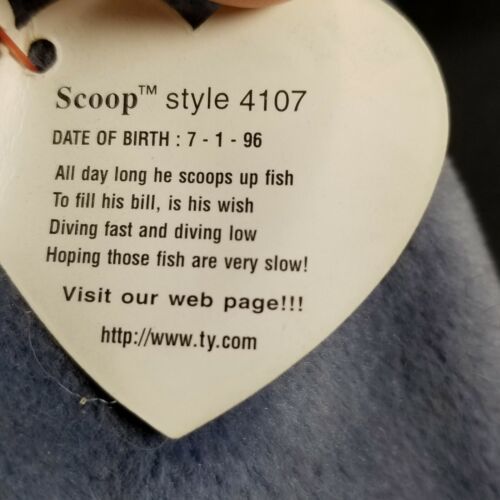 Scoop™ style 4107
DATE OF BIRTH : 7 - 1 - 96
All day long he scoops up fish
To fill his bill, is his wish
Diving fast and diving low
Hoping those fish are very slow!
Visit our web page!!!
http://www.ty.com